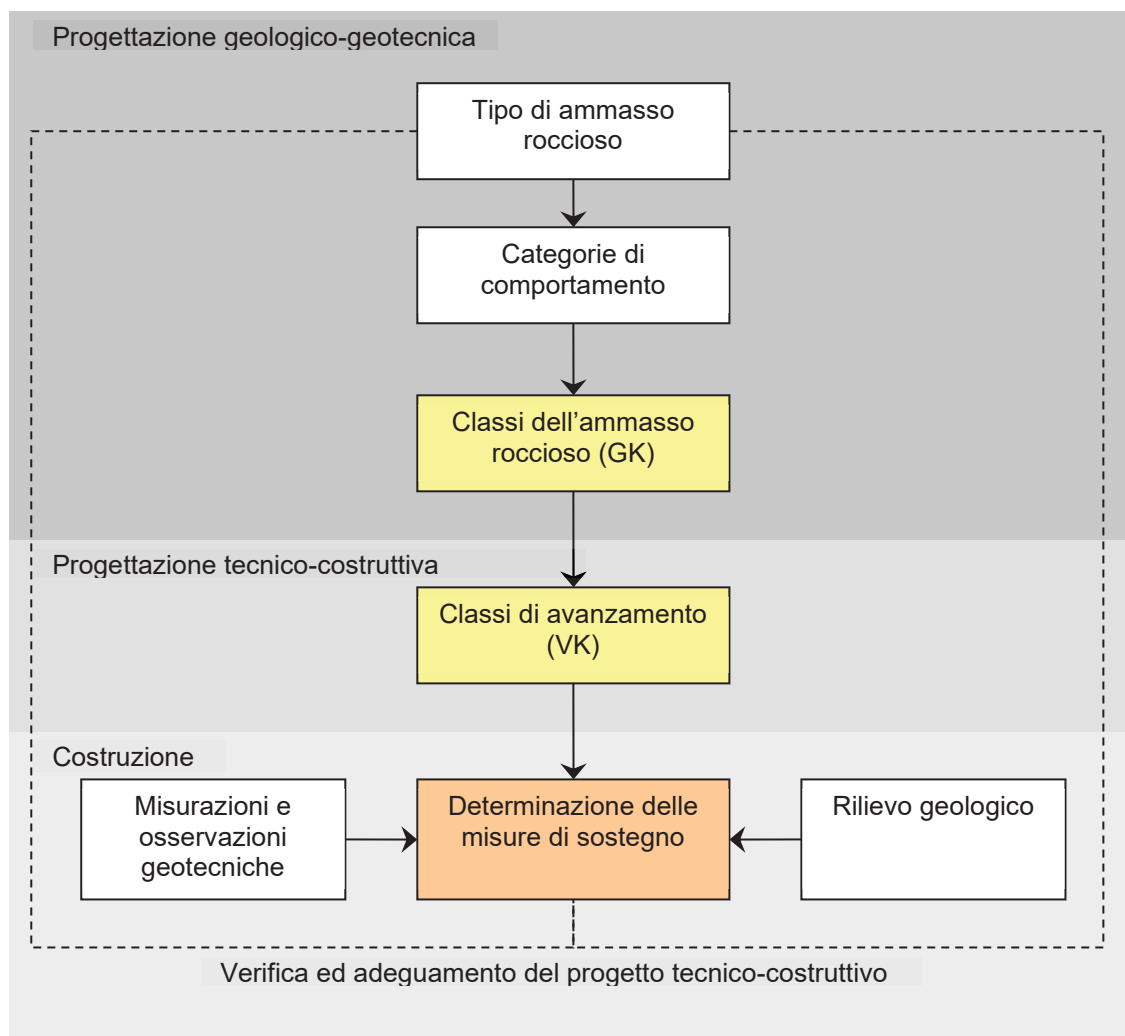 Progettazione geologico-geotecnica
Tipo di ammasso
roccioso
Categorie di
comportamento
Classi dell'ammasso
roccioso (GK)
Progettazione tecnico-costruttiva
Classi di avanzamento
(VK)
Costruzione
Misurazioni e
osservazioni
geotecniche
Determinazione delle
misure di sostegno
Rilievo geologico
Verifica ed adeguamento del progetto tecnico-costruttivo